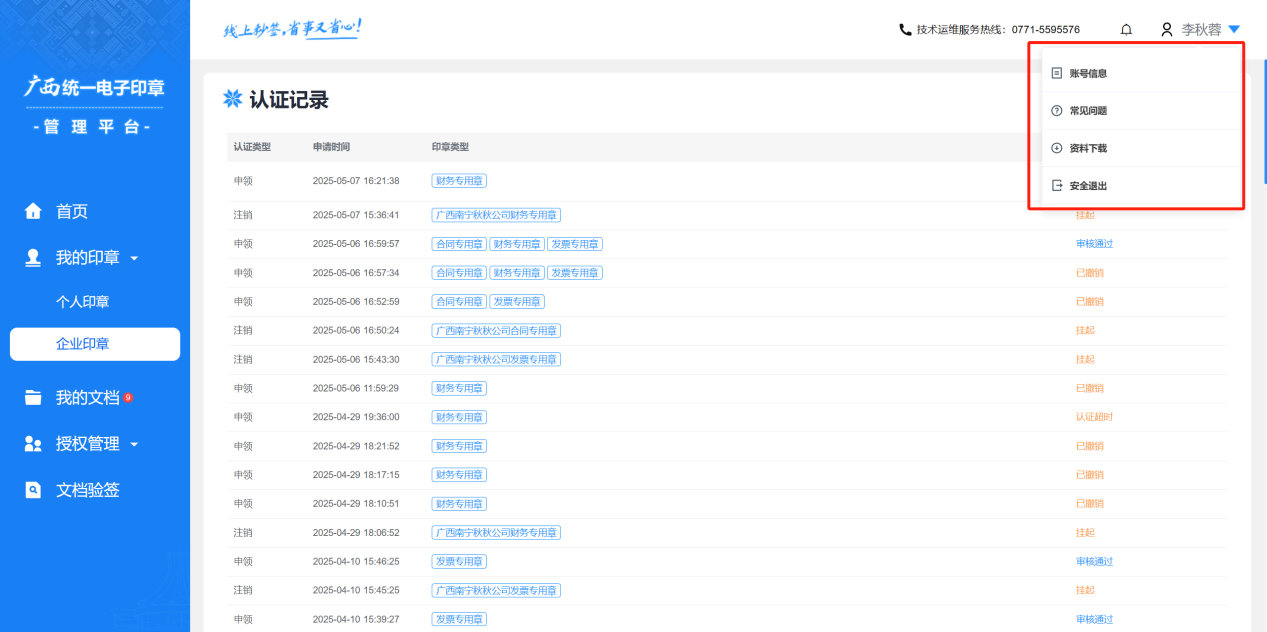 线上秒签,省事又省心!
技术运维服务热线：0771-5595576
李秋蓉
广西统一电子印章
-管理平台-
首页
我的印章
个人印章
企业印章
我的文档 9
授权管理
文档验签
账号信息
常见问题
资料下载
安全退出
认证记录
认证类型 申请时间 印章类型
申领 2025-05-07 16:21:38 财务专用章
注销 2025-05-07 15:36:41 广西南宁秋秋公司财务专用章 挂起
申领 2025-05-06 16:59:57 合同专用章 财务专用章 发票专用章 审核通过
申领 2025-05-06 16:57:34 合同专用章 财务专用章 发票专用章 已撤销
申领 2025-05-06 16:52:59 合同专用章 发票专用章 已撤销
注销 2025-05-06 16:50:24 广西南宁秋秋公司合同专用章 挂起
注销 2025-05-06 15:43:30 广西南宁秋秋公司发票专用章 挂起
申领 2025-05-06 11:59:29 财务专用章 已撤销
申领 2025-04-29 19:36:00 财务专用章 认证超时
申领 2025-04-29 18:21:52 财务专用章 已撤销
申领 2025-04-29 18:17:15 财务专用章 已撤销
申领 2025-04-29 18:10:51 财务专用章 已撤销
注销 2025-04-29 18:06:52 广西南宁秋秋公司财务专用章 挂起
申领 2025-04-10 15:46:25 发票专用章 审核通过
注销 2025-04-10 15:45:25 广西南宁秋秋公司发票专用章 挂起
申领 2025-04-10 15:39:27 发票专用章 审核通过